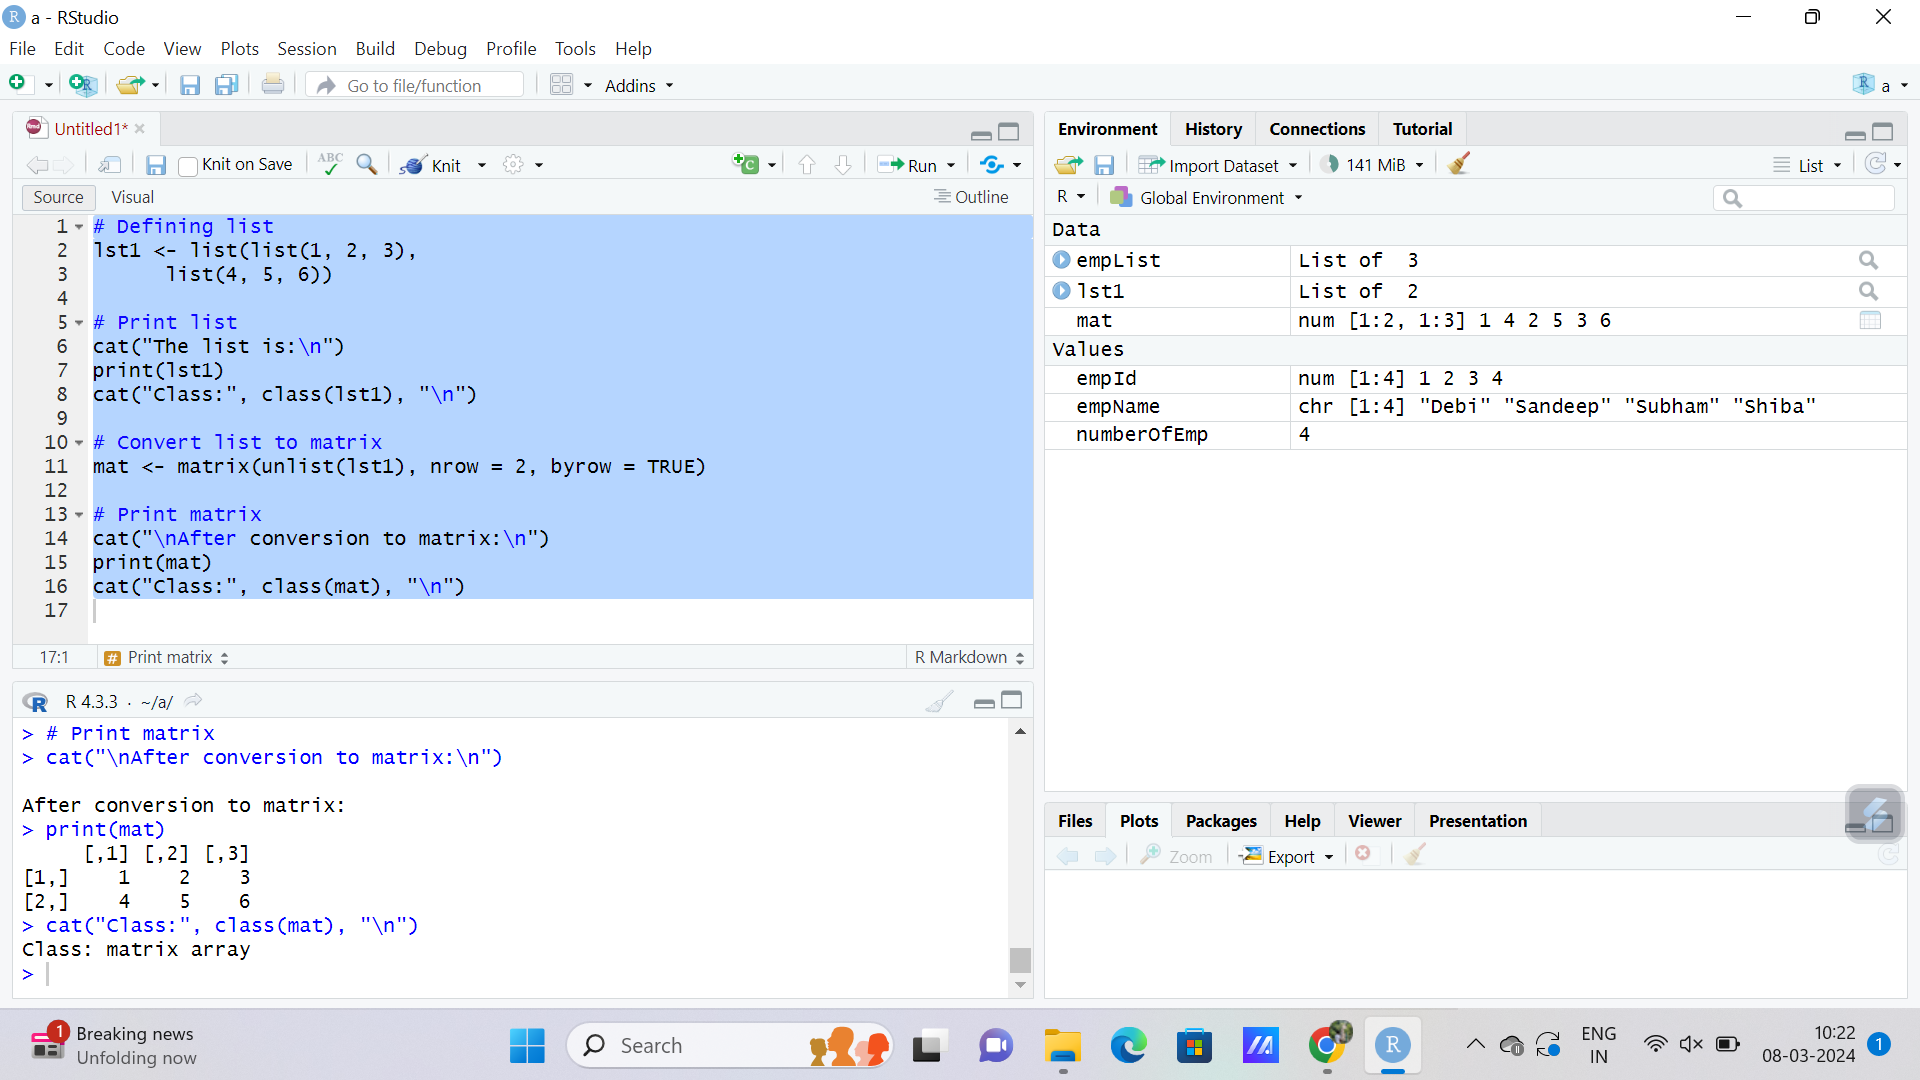 a - RStudio
File Edit Code View Plots Session Build Debug Profile Tools Help
Go to file/function Addins a
Untitled1*
Knit on Save ABC Knit Run
Source Visual Outline
1 # Defining list
2 lst1 <- list(list(1, 2, 3),
3 list(4, 5, 6))
4
5 # Print list
6 cat("The list is:\n")
7 print(lst1)
8 cat("Class:", class(lst1), "\n")
9
10 # Convert list to matrix
11 mat <- matrix(unlist(lst1), nrow = 2, byrow = TRUE)
12
13 # Print matrix
14 cat("\nAfter conversion to matrix:\n")
15 print(mat)
16 cat("Class:", class(mat), "\n")
17
17:1 # Print matrix R Markdown
R R 4.3.3 · ~/a/
> # Print matrix
> cat("\nAfter conversion to matrix:\n")
After conversion to matrix:
> print(mat)
[,1] [,2] [,3]
[1,] 1 2 3
[2,] 4 5 6
> cat("Class:", class(mat), "\n")
Class: matrix array
>
Environment History Connections Tutorial
Import Dataset 141 MiB List
R Global Environment
Data
empList List of 3
lst1 List of 2
mat num [1:2, 1:3] 1 4 2 5 3 6
Values
empId num [1:4] 1 2 3 4
empName chr [1:4] "Debi" "Sandeep" "Subham" "Shiba"
numberOfEmp 4
Files Plots Packages Help Viewer Presentation
Zoom Export
1 Breaking news
Unfolding now
Search
R
ENG
IN
10:22
08-03-2024
1